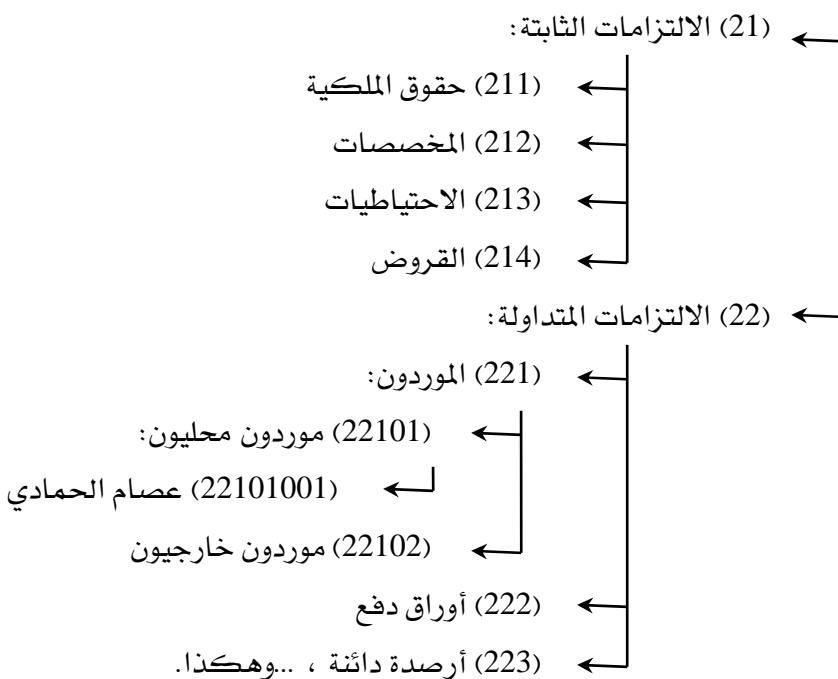 (21) الالتزامات الثابتة:
(211) حقوق الملكية
(212) المخصصات
(213) الاحتياطيات
(214) القروض
(22) الالتزامات المتداولة:
(221) الموردون:
(22101) موردون محليون:
(22101001) عصام الحمادي
(22102) موردون خارجيون
(222) أوراق دفع
(223) أرصدة دائنة ، ...وهكذا.